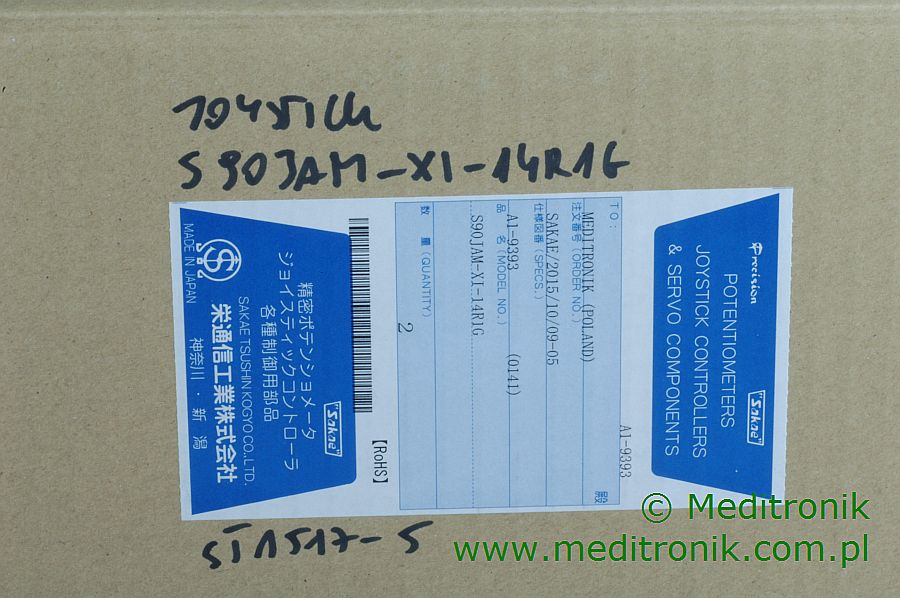 S90JAM-XI-14R1G
Precision
POTENTIOMETERS
JOYSTICK CONTROLLERS
& SERVO COMPONENTS
"Sakae"
A1-9393
TO:
MEDITRONIK (POLAND)
殿
注文番号 (ORDER NO.)
SAKAE/2015/10/09-05
仕様図番 (SPECS.)
A1-9393 (0141)
品 名 (MODEL NO.)
S90JAM-XI-14R1G
数 量 (QUANTITY) 2
【RoHS】
"Sakae"
精密ポテンショメータ
ジョイスティックコントローラ
各種制御用部品
SAKAE TSUSHIN KOGYO CO.,LTD.
栄通信工業株式会社
神奈川・新潟
MADE IN JAPAN
ST1517-S
© Meditronik
www.meditronik.com.pl